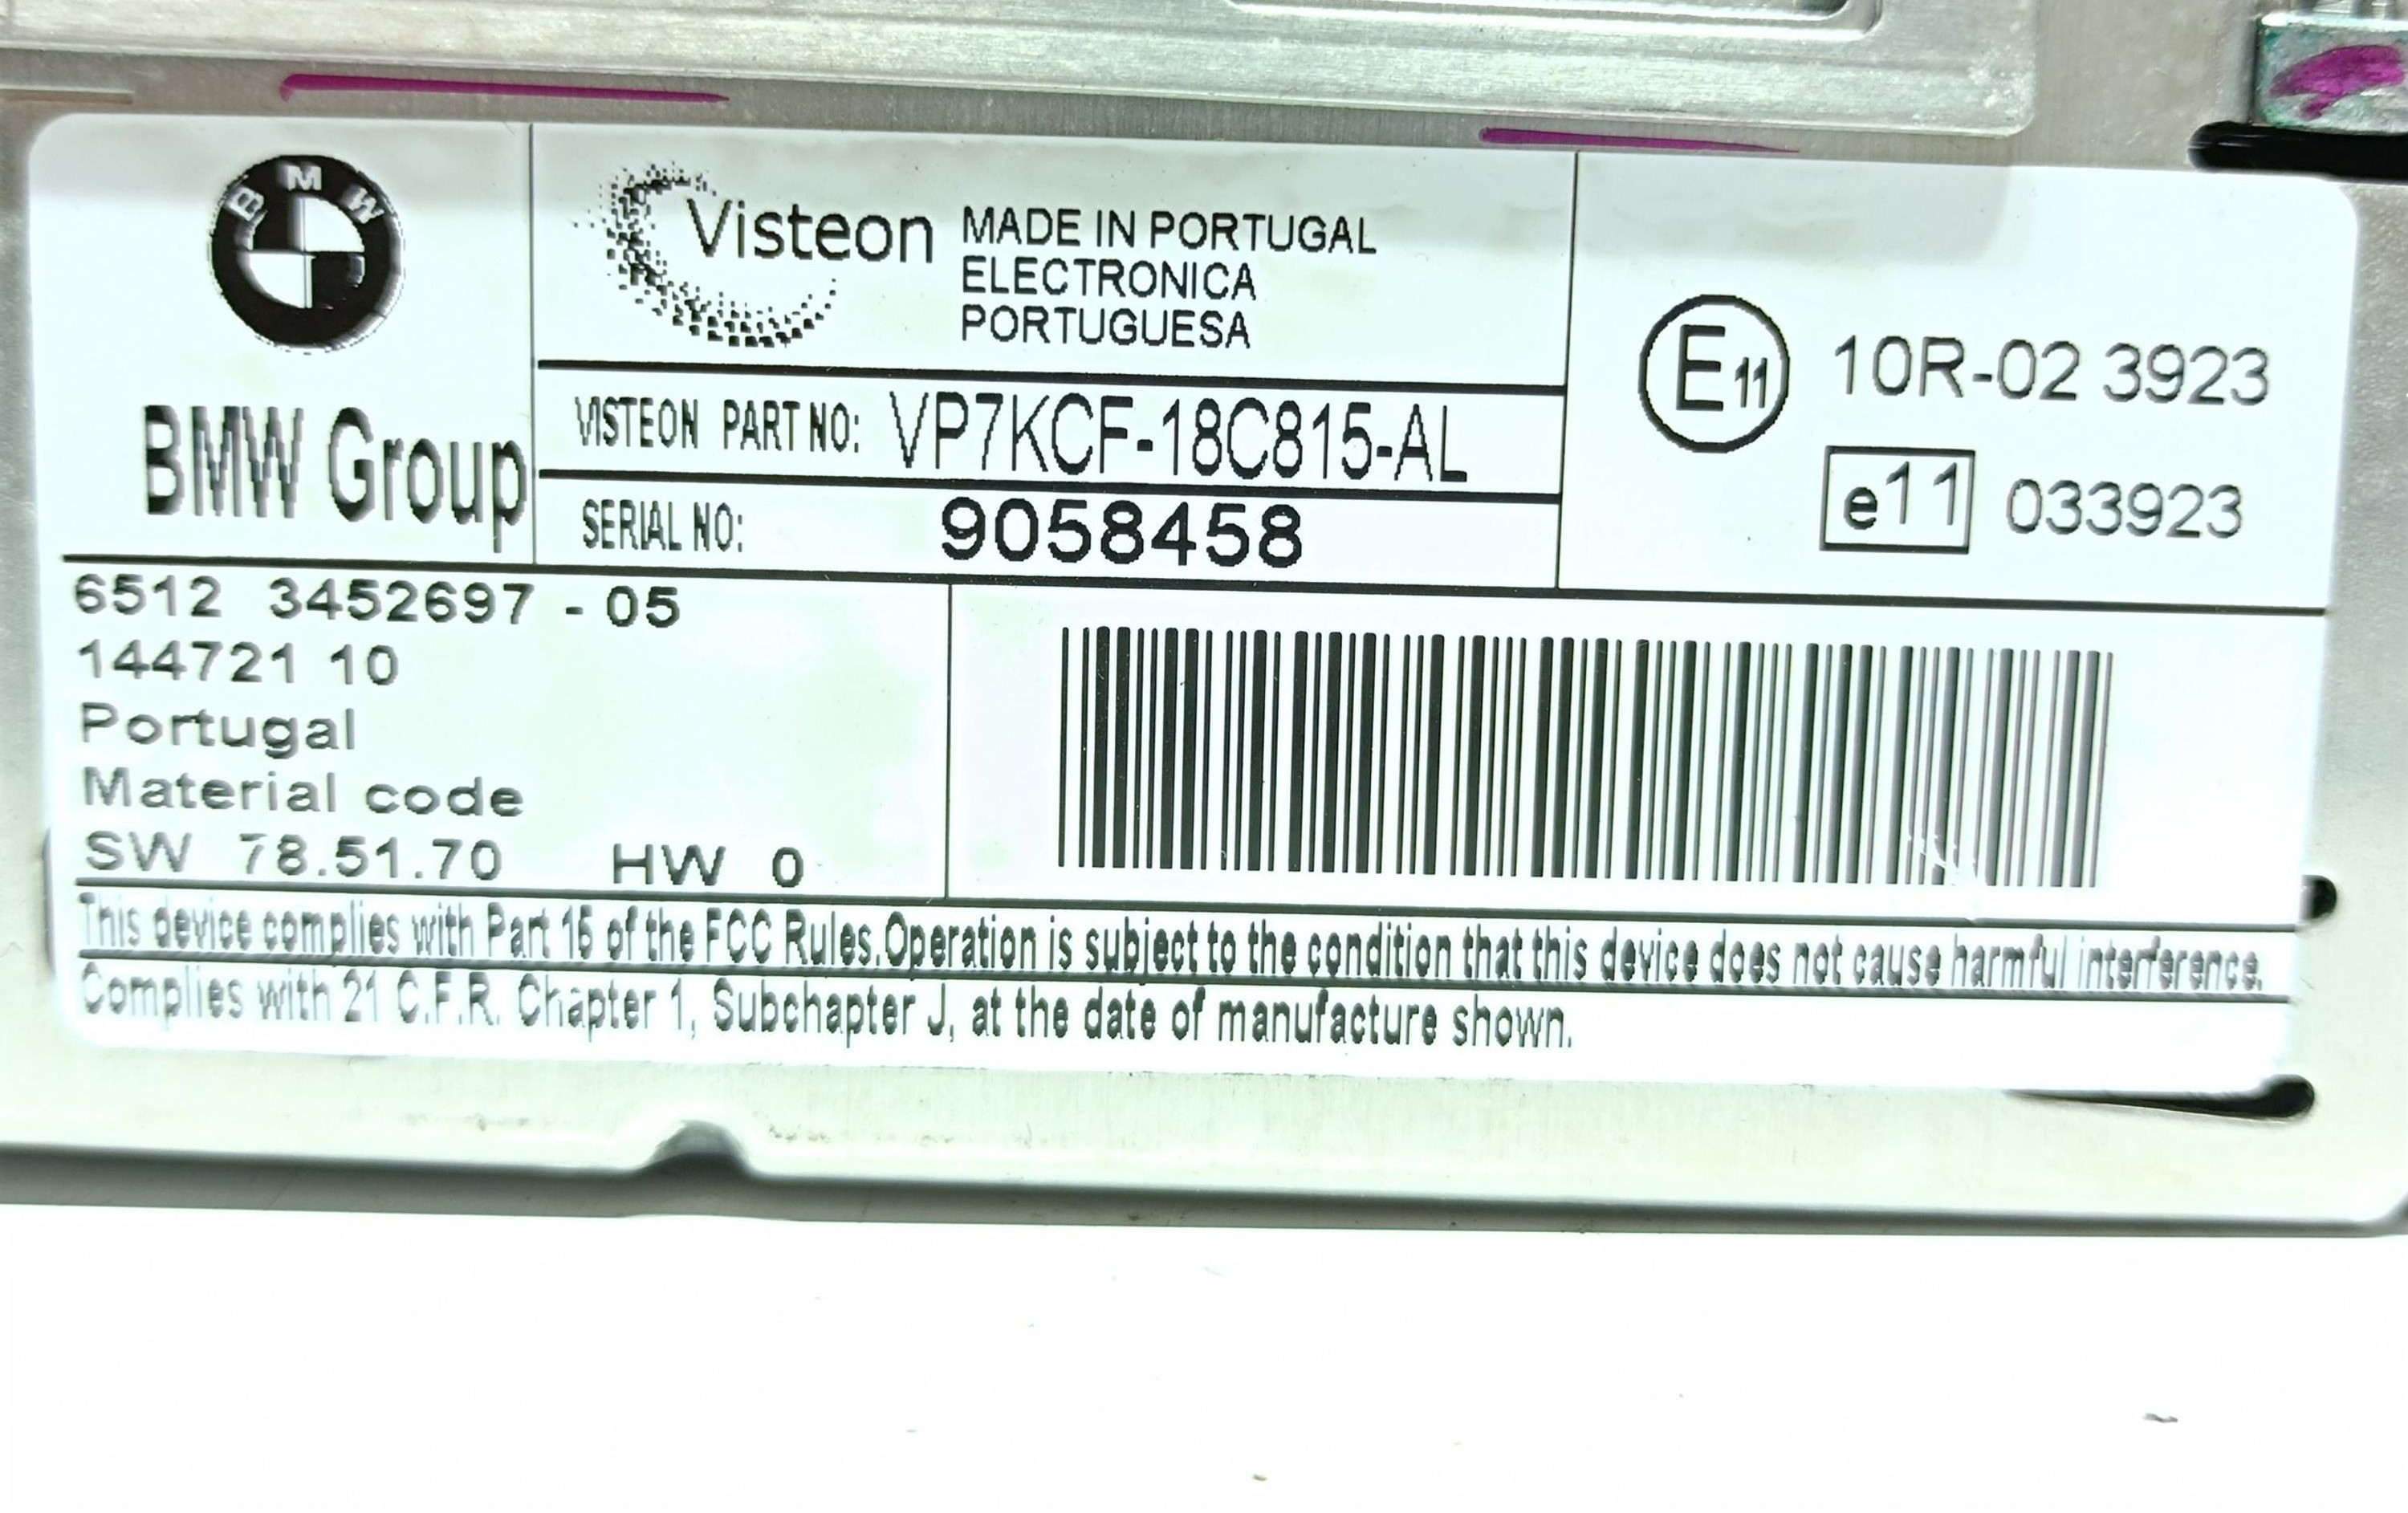 BMW
BMW Group
Visteon
MADE IN PORTUGAL
ELECTRONICA
PORTUGUESA
VISTEON PART NO: VP7KCF-18C815-AL
SERIAL NO: 9058458
E11 10R-02 3923
e11 033923
6512 3452697 - 05
144721 10
Portugal
Material code
SW 78.51.70 HW 0
This device complies with Part 15 of the FCC Rules.Operation is subject to the condition that this device does not cause harmful interference.
Complies with 21 C.F.R. Chapter 1, Subchapter J, at the date of manufacture shown.